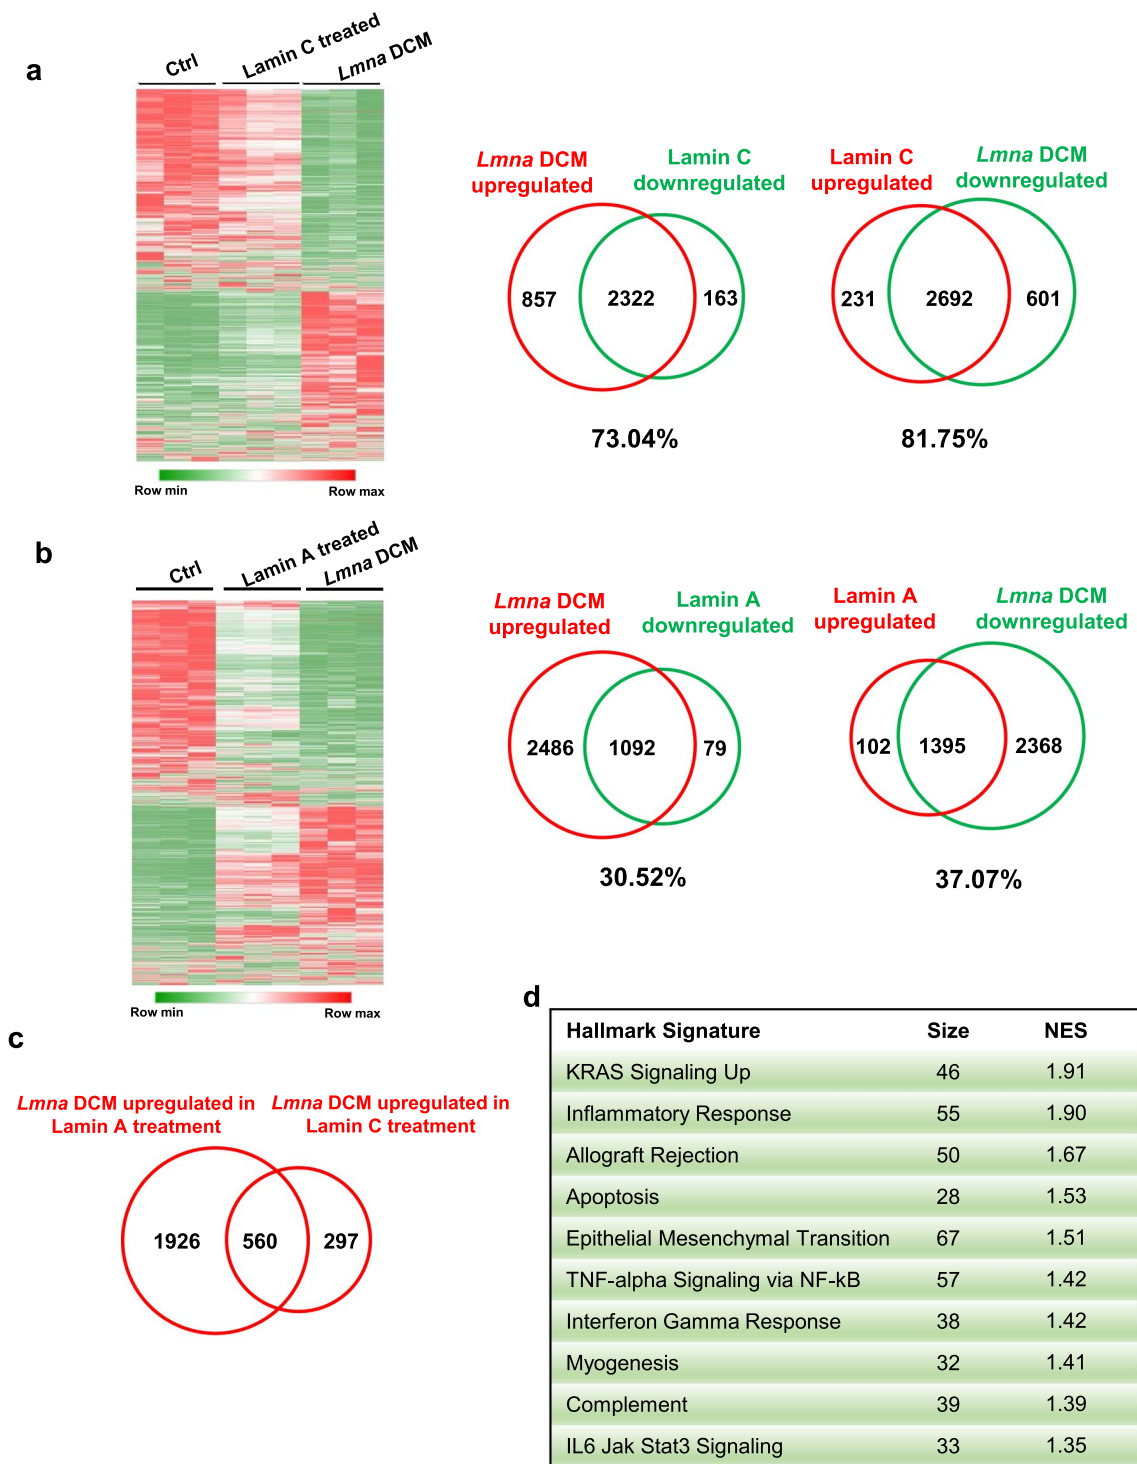 a
Ctrl
Lamin C treated
Lmna DCM
Row min
Row max
Lmna DCM
upregulated
Lamin C
downregulated
857
2322
163
73.04%
Lamin C
upregulated
Lmna DCM
downregulated
231
2692
601
81.75%
b
Ctrl
Lamin A treated
Lmna DCM
Row min
Row max
Lmna DCM
upregulated
Lamin A
downregulated
2486
1092
79
30.52%
Lamin A
upregulated
Lmna DCM
downregulated
102
1395
2368
37.07%
c
Lmna DCM upregulated in
Lamin A treatment
Lmna DCM upregulated in
Lamin C treatment
1926
560
297
d
Hallmark Signature Size NES
KRAS Signaling Up 46 1.91
Inflammatory Response 55 1.90
Allograft Rejection 50 1.67
Apoptosis 28 1.53
Epithelial Mesenchymal Transition 67 1.51
TNF-alpha Signaling via NF-kB 57 1.42
Interferon Gamma Response 38 1.42
Myogenesis 32 1.41
Complement 39 1.39
IL6 Jak Stat3 Signaling 33 1.35